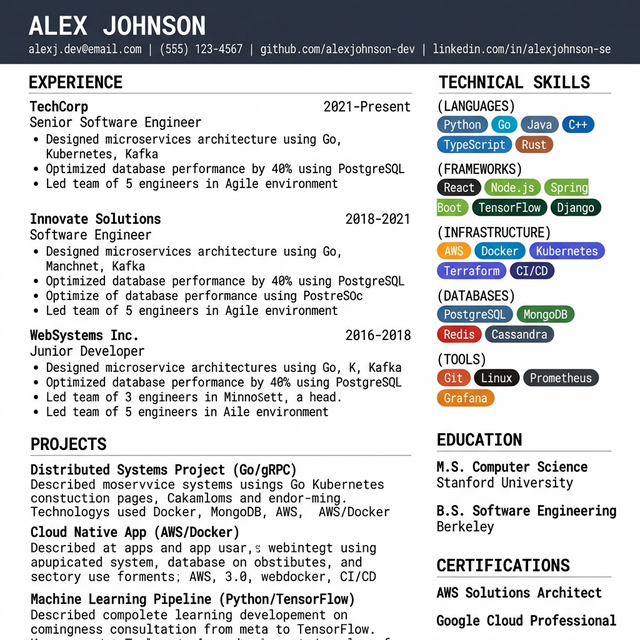 ALEX JOHNSON
alexj.dev@email.com | (555) 123-4567 | github.com/alexjohnson-dev | linkedin.com/in/alexjohnson-se
EXPERIENCE
TechCorp 2021-Present
Senior Software Engineer
• Designed microservices architecture using Go,
Kubernetes, Kafka
• Optimized database performance by 40% using PostgreSQL
• Led team of 5 engineers in Agile environment
Innovate Solutions 2018-2021
Software Engineer
• Designed microservices architecture using Go,
Manchnet, Kafka
• Optimized database performance by 40% using PostgreSQL
• Optimize of database performance using PostreSOc
• Led team of 5 engineers in Agile environment
WebSystems Inc. 2016-2018
Junior Developer
• Designed microservice architectures using Go, K, Kafka
• Optimized database performance by 40% using PostgreSQL
• Led team of 3 engineers in MinnoSett, a head.
• Led team of 5 engineers in Aile environment
PROJECTS
Distributed Systems Project (Go/gRPC)
Described moservvice systems usings Go Kubernetes
constuction pages, Cakamloms and endor-ming.
Technologys used Docker, MongoDB, AWS, AWS/Docker
Cloud Native App (AWS/Docker)
Described at apps and app usar, webintegt using
apupicated system, database on obstibutes, and
sectory use forments; AWS, 3.0, webdocker, CI/CD
Machine Learning Pipeline (Python/TensorFlow)
Described compolete learning developement on
comingness consultation from meta to TensorFlow.
TECHNICAL SKILLS
(LANGUAGES)
Python Go Java C++
TypeScript Rust
(FRAMEWORKS)
React Node.js Spring
Boot TensorFlow Django
(INFRASTRUCTURE)
AWS Docker Kubernetes
Terraform CI/CD
(DATABASES)
PostgreSQL MongoDB
Redis Cassandra
(TOOLS)
Git Linux Prometheus
Grafana
EDUCATION
M.S. Computer Science
Stanford University
B.S. Software Engineering
Berkeley
CERTIFICATIONS
AWS Solutions Architect
Google Cloud Professional